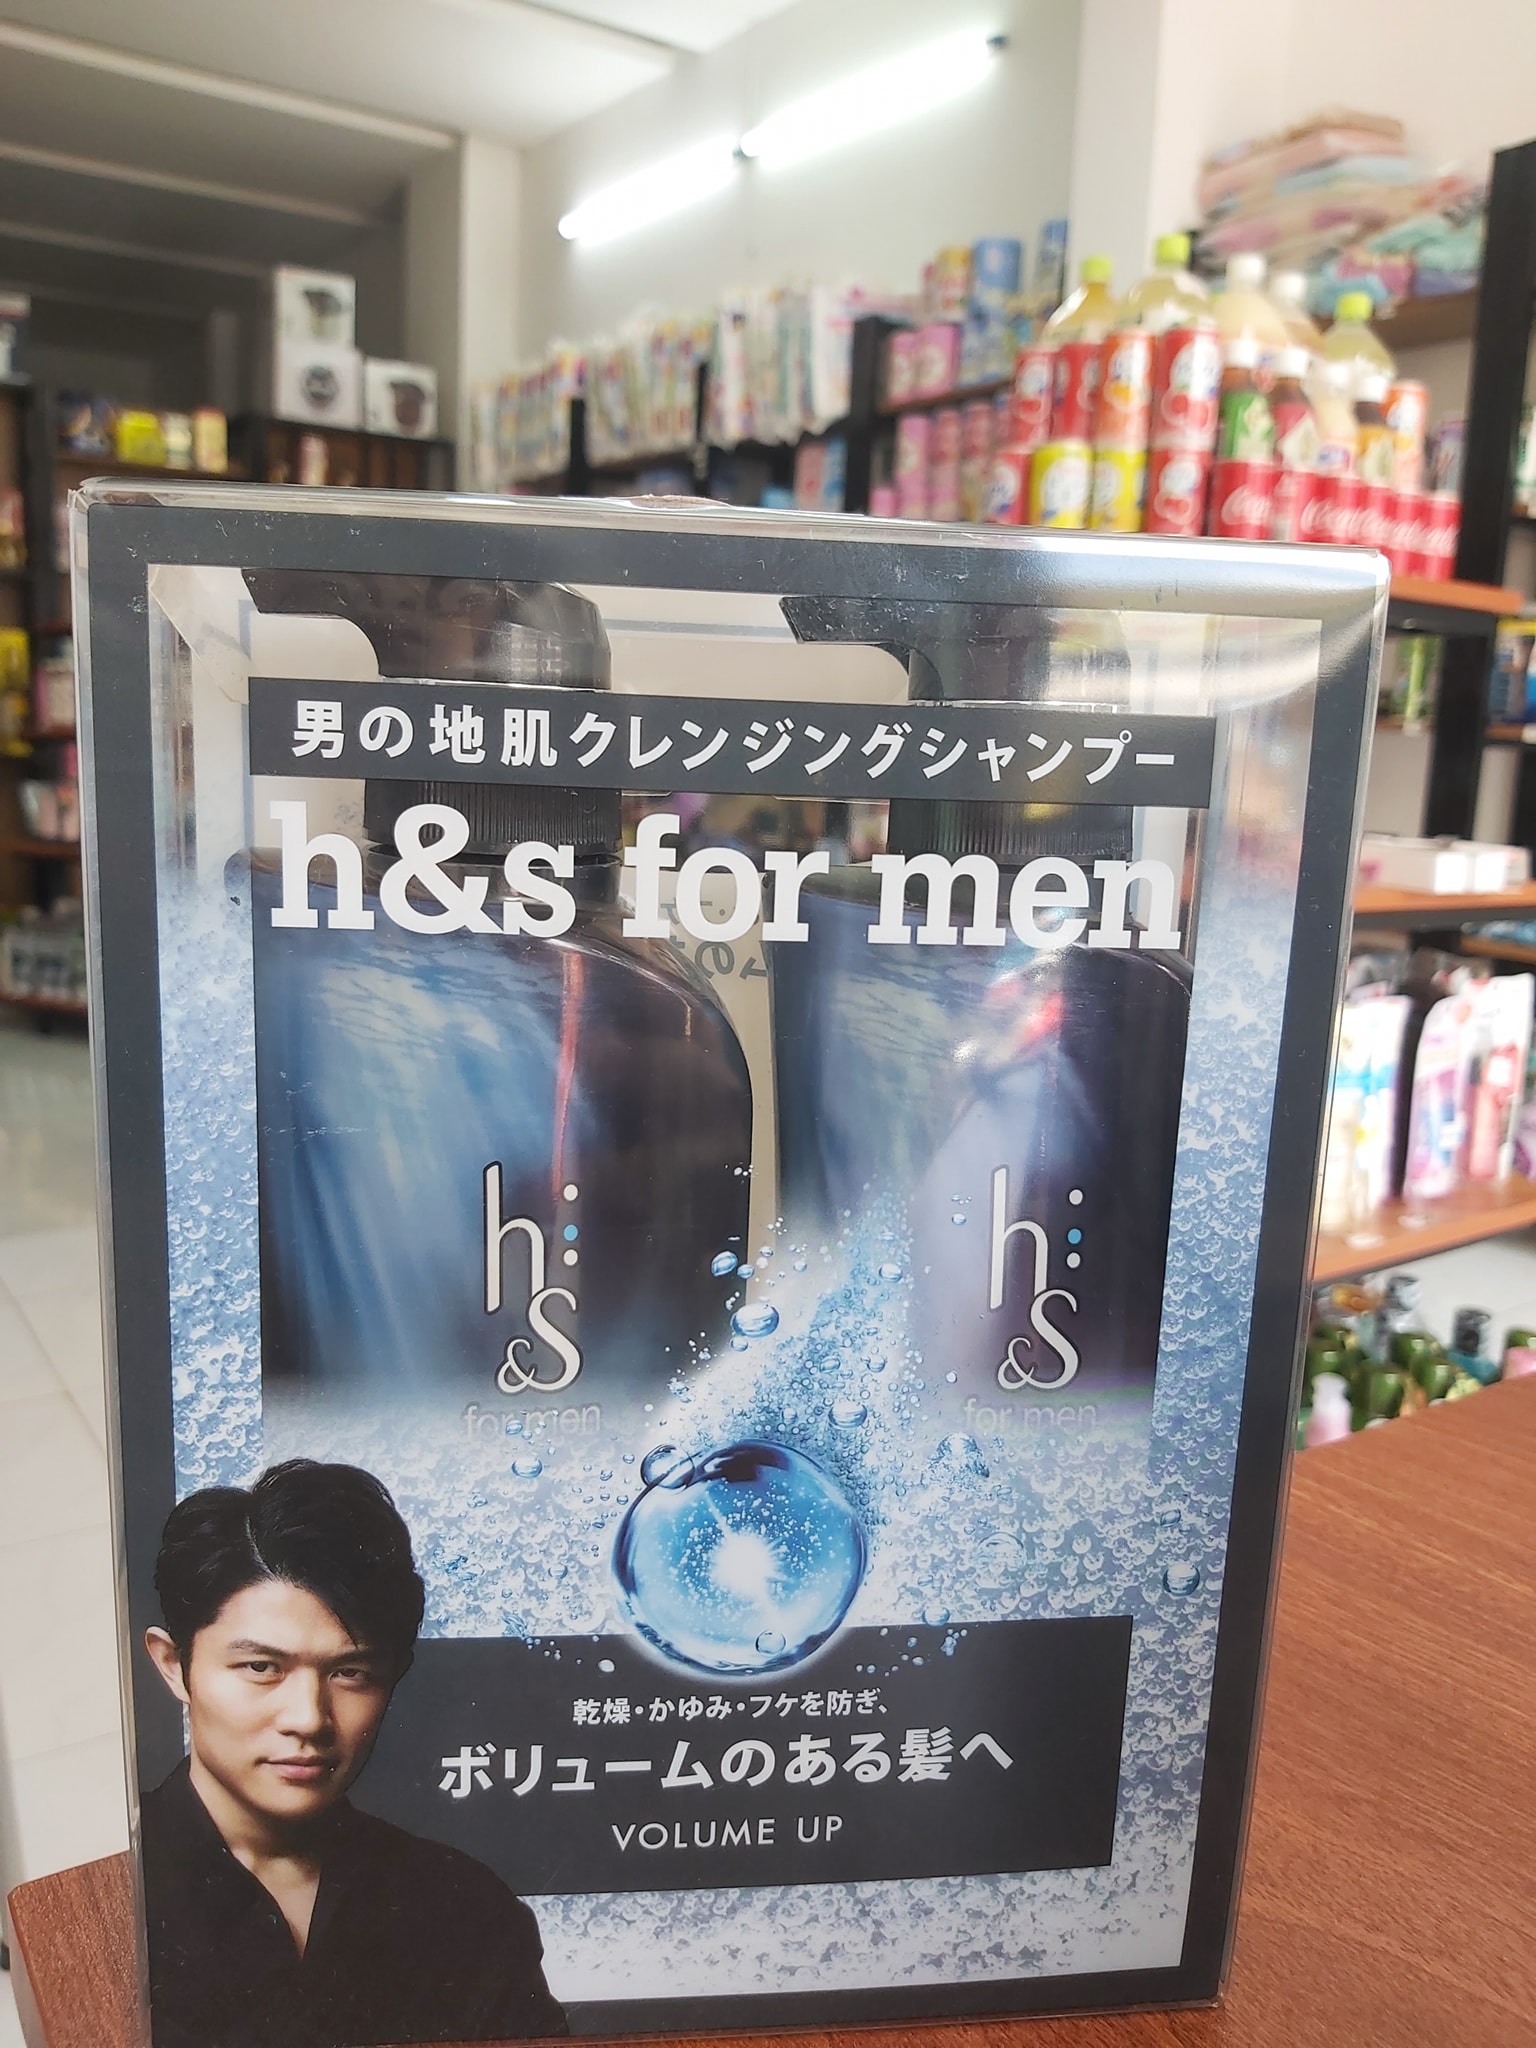 男の地肌クレンジングシャンプー
h&s for men
h&s
for men
h&s
for men
乾燥・かゆみ・フケを防ぎ、
ボリュームのある髪へ
VOLUME UP
Coca-Cola